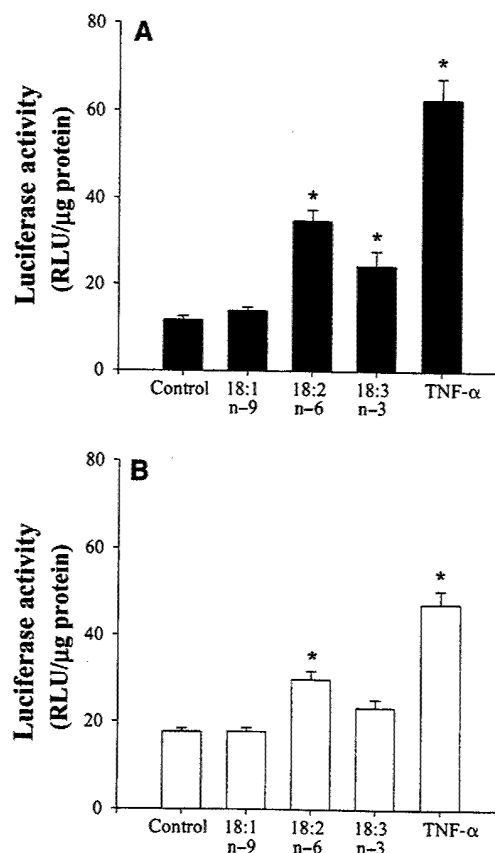 A
80
60
40
20
0
Luciferase activity
(RLU/μg protein)
*
*
*
Control 18:1 18:2 18:3 TNF-α
n–9 n–6 n–3
B
80
60
40
20
0
Luciferase activity
(RLU/μg protein)
*
*
Control 18:1 18:2 18:3 TNF-α
n–9 n–6 n–3